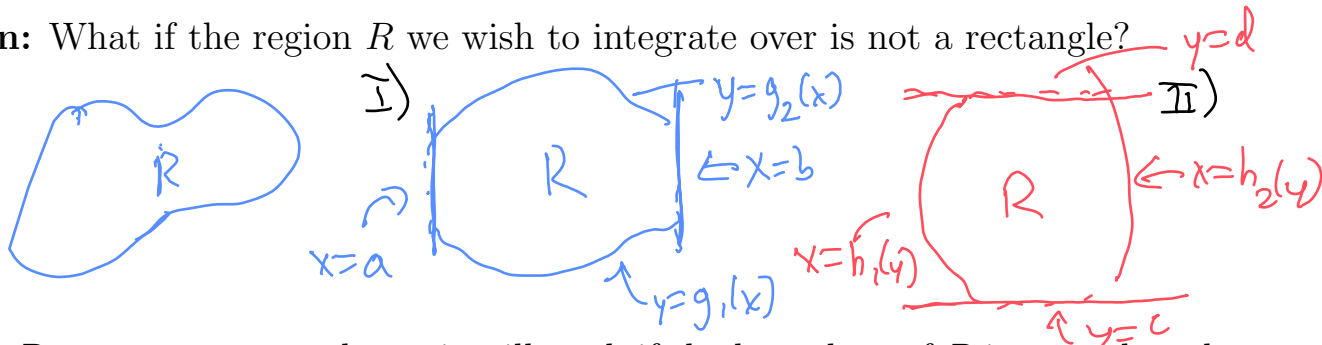 n: What if the region R we wish to integrate over is not a rectangle?
y=d
I)
y=g₂(x)
II)
R
R
x=b
R
x=h₂(y)
x=a
x=h₁(y)
y=g₁(x)
y=c